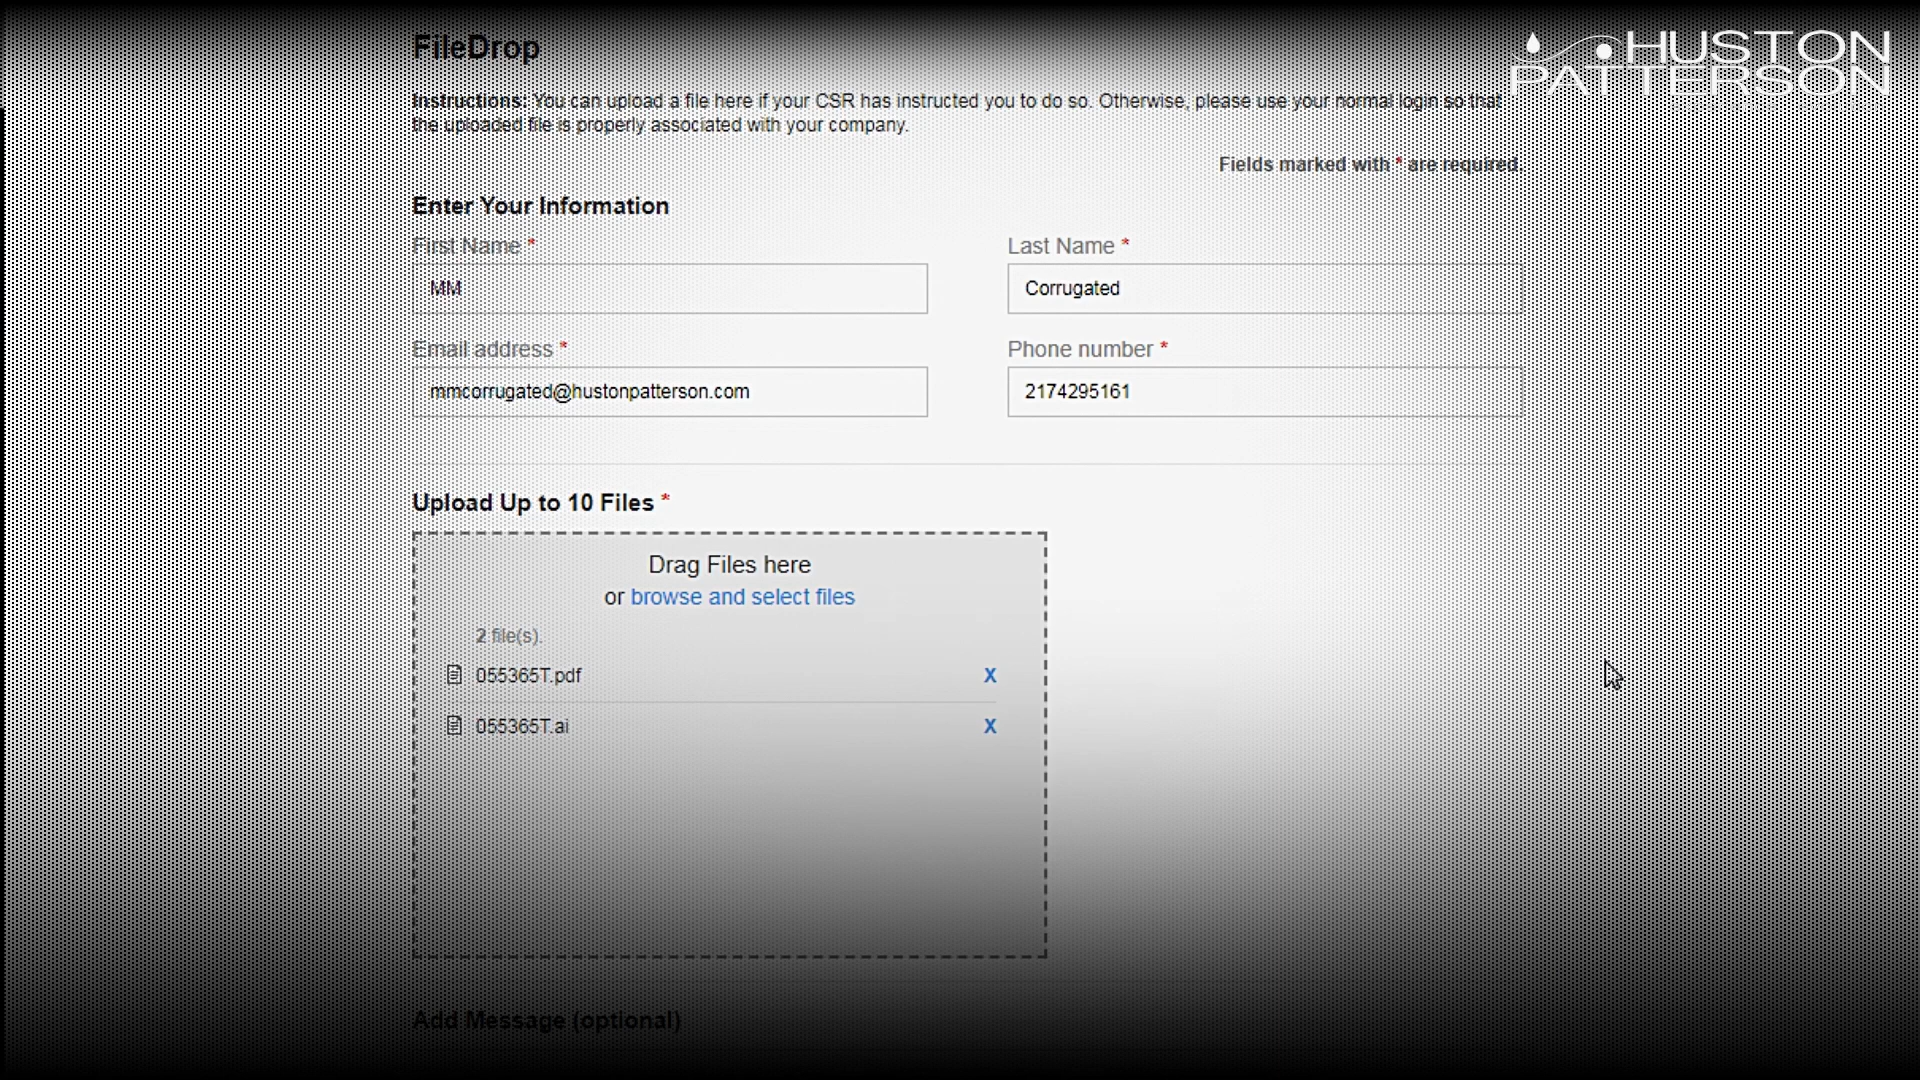 FileDrop
HUSTON
PATTERSON
Instructions: You can upload a file here if your CSR has instructed you to do so. Otherwise, please use your normal login so that
the uploaded file is properly associated with your company.
Fields marked with * are required.
Enter Your Information
First Name *
Last Name *
MM
Corrugated
Email address *
Phone number *
mmcorrugated@hustonpatterson.com
2174295161
Upload Up to 10 Files *
Drag Files here
or browse and select files
2 file(s).
055365T.pdf X
055365T.ai X
Add Message (optional)